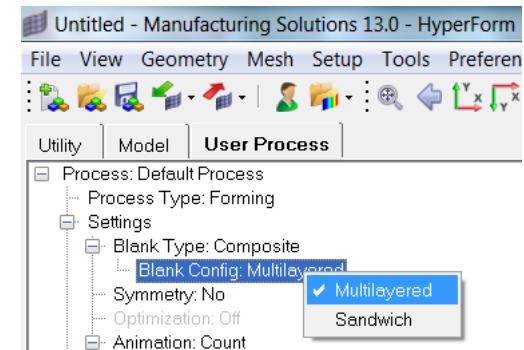 Untitled - Manufacturing Solutions 13.0 - HyperForm
File View Geometry Mesh Setup Tools Preferen
Utility Model User Process
Process: Default Process
Process Type: Forming
Settings
Blank Type: Composite
Blank Config: Multilayered
Multilayered
Symmetry: No
Sandwich
Optimization: Off
Animation: Count